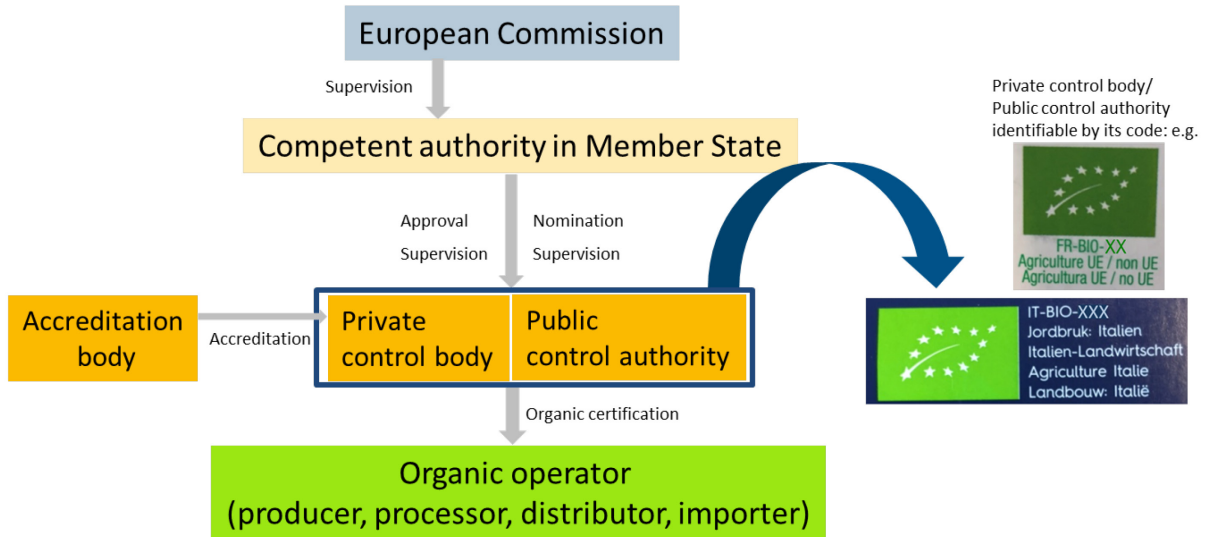 European Commission
Supervision
Competent authority in Member State
Approval
Supervision
Nomination
Supervision
Accreditation
body
Accreditation
Private
control body
Public
control authority
Organic certification
Organic operator
(producer, processor, distributor, importer)
Private control body/
Public control authority
identifiable by its code: e.g.
FR-BIO-XX
Agriculture UE / non UE
Agricultura UE / no UE
IT-BIO-XXX
Jordbruk: Italien
Italien-Landwirtschaft
Agriculture Italie
Landbouw: Italië